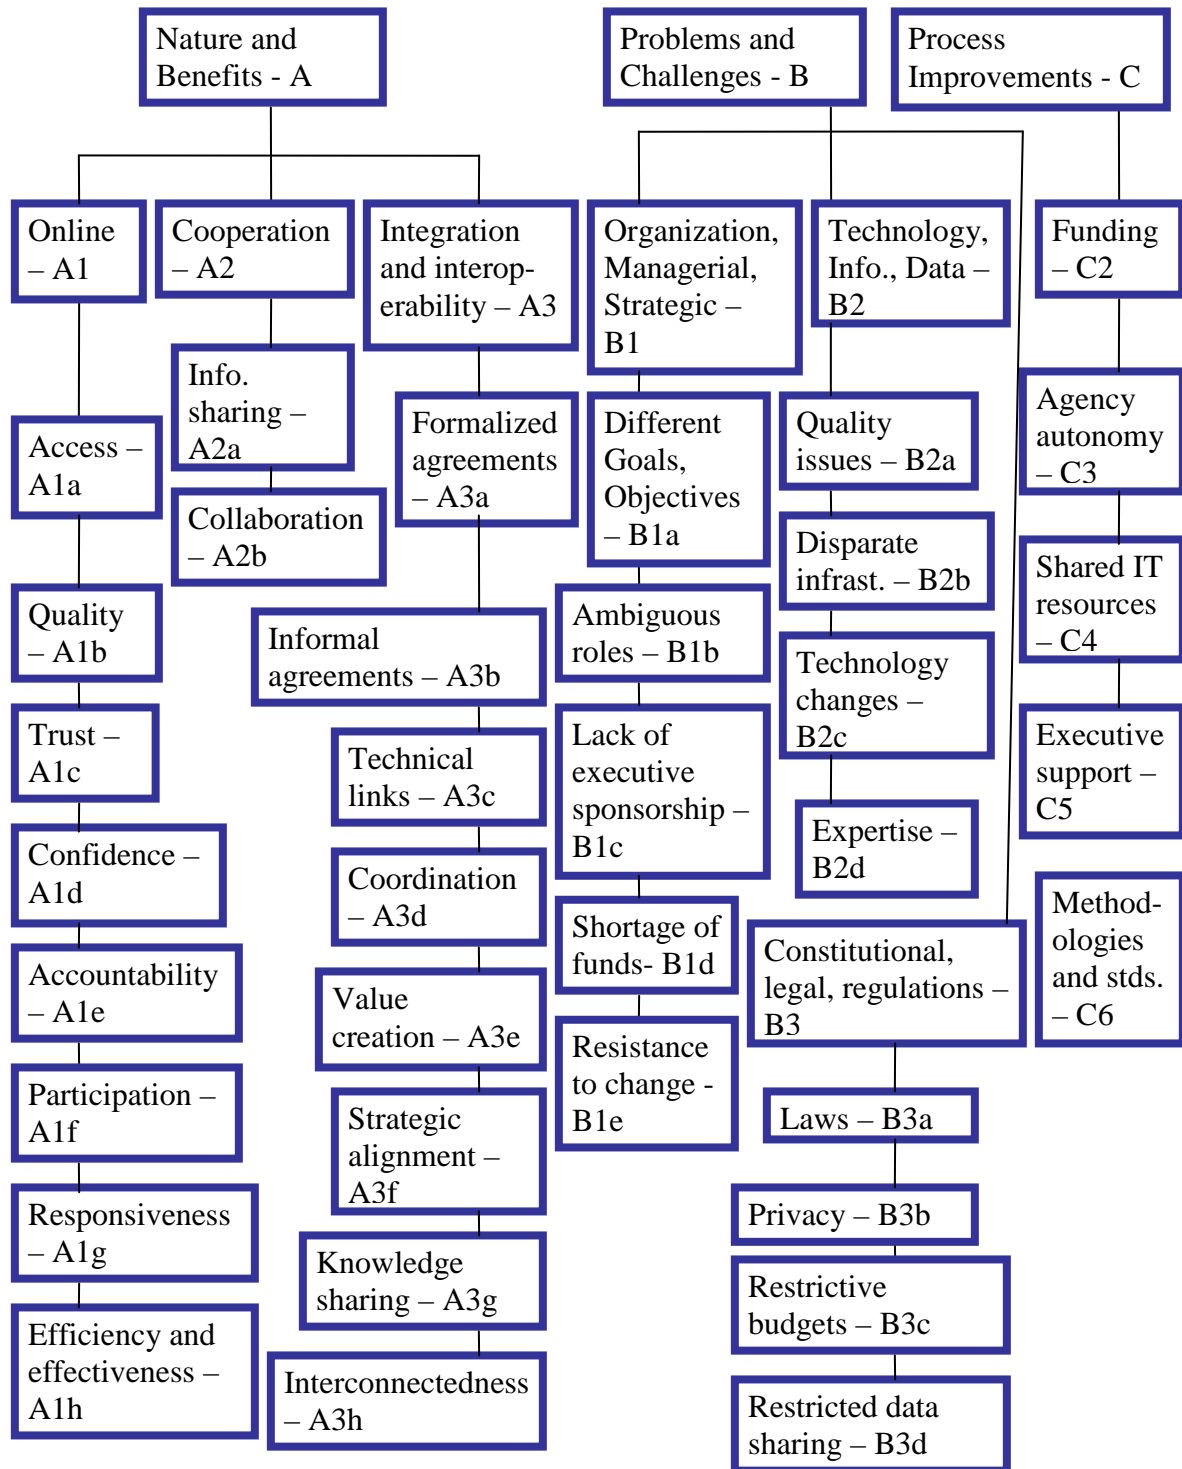 Nature and
Benefits - A
Problems and
Challenges - B
Process
Improvements - C
Online
– A1
Cooperation
– A2
Integration
and interop-
erability – A3
Organization,
Managerial,
Strategic –
B1
Technology,
Info., Data –
B2
Funding
– C2
Access –
A1a
Quality
– A1b
Trust –
A1c
Confidence –
A1d
Accountability
– A1e
Participation –
A1f
Responsiveness
– A1g
Efficiency and
effectiveness –
A1h
Info.
sharing –
A2a
Collaboration
– A2b
Formalized
agreements
– A3a
Informal
agreements – A3b
Technical
links – A3c
Coordination
– A3d
Value
creation – A3e
Strategic
alignment –
A3f
Knowledge
sharing – A3g
Interconnectedness
– A3h
Different
Goals,
Objectives
– B1a
Ambiguous
roles – B1b
Lack of
executive
sponsorship –
B1c
Shortage of
funds- B1d
Resistance
to change -
B1e
Quality
issues – B2a
Disparate
infrast. – B2b
Technology
changes –
B2c
Expertise –
B2d
Constitutional,
legal, regulations –
B3
Laws – B3a
Privacy – B3b
Restrictive
budgets – B3c
Restricted data
sharing – B3d
Agency
autonomy
– C3
Shared IT
resources
– C4
Executive
support –
C5
Method-
ologies
and stds.
– C6